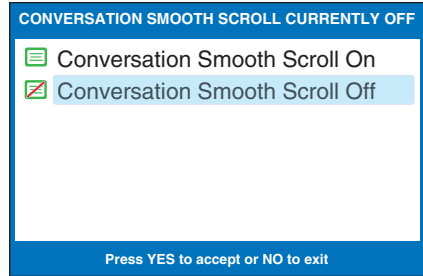 CONVERSATION SMOOTH SCROLL CURRENTLY OFF
Conversation Smooth Scroll On
Conversation Smooth Scroll Off
Press YES to accept or NO to exit